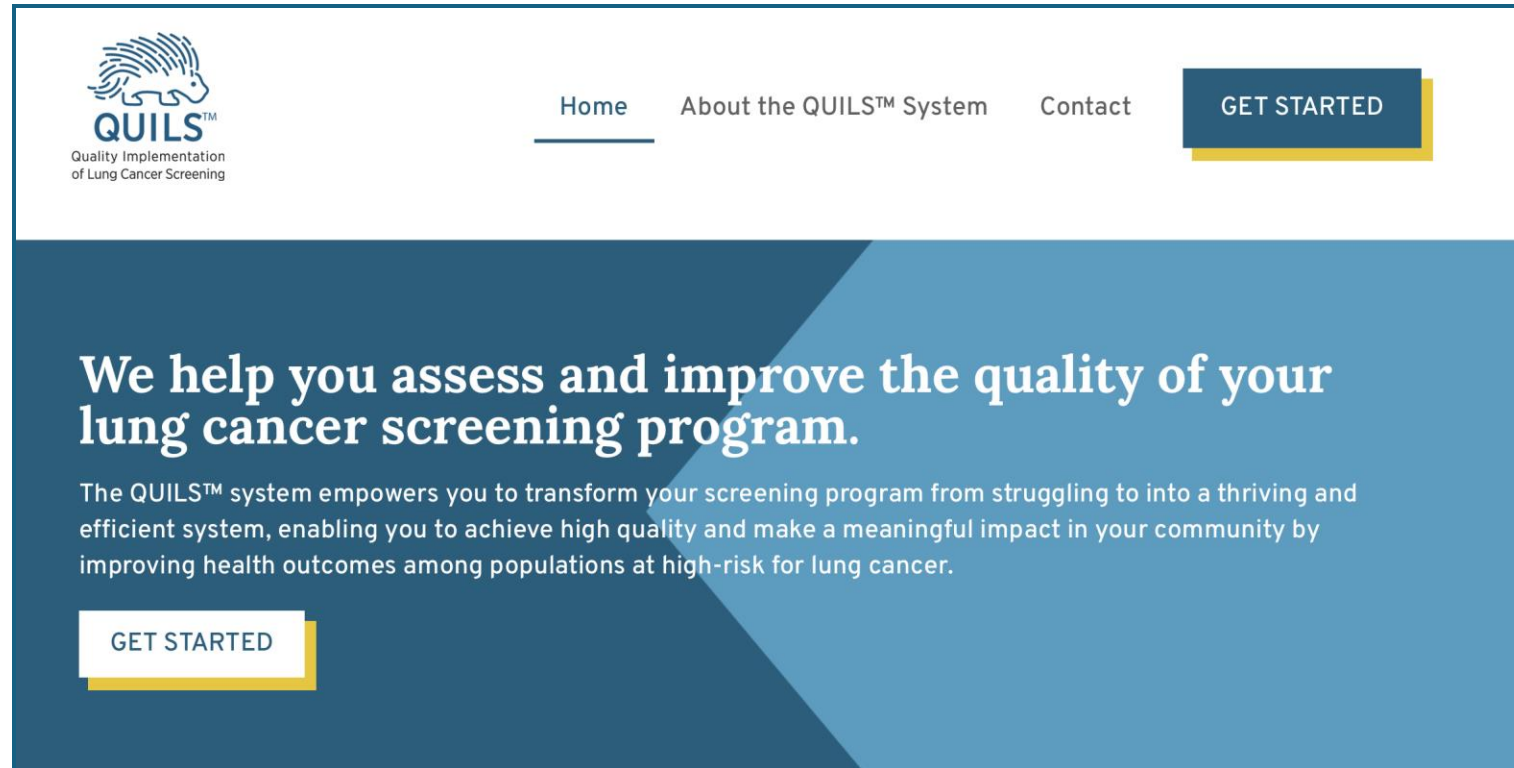 QUILS™
Quality Implementation
of Lung Cancer Screening
Home
About the QUILS™ System
Contact
GET STARTED
We help you assess and improve the quality of your
lung cancer screening program.
The QUILS™ system empowers you to transform your screening program from struggling to into a thriving and
efficient system, enabling you to achieve high quality and make a meaningful impact in your community by
improving health outcomes among populations at high-risk for lung cancer.
GET STARTED